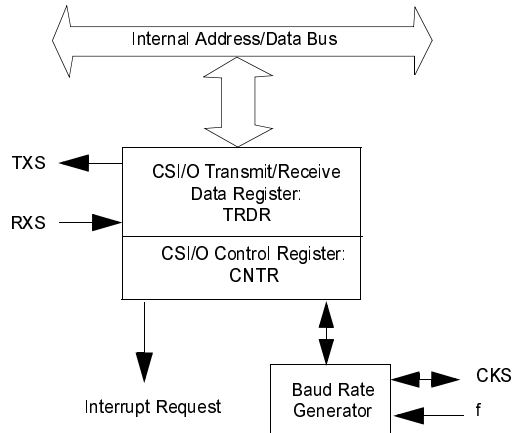 Internal Address/Data Bus
TXS
CSI/O Transmit/Receive
Data Register:
TRDR
RXS
CSI/O Control Register:
CNTR
Interrupt Request
Baud Rate
Generator
CKS
f